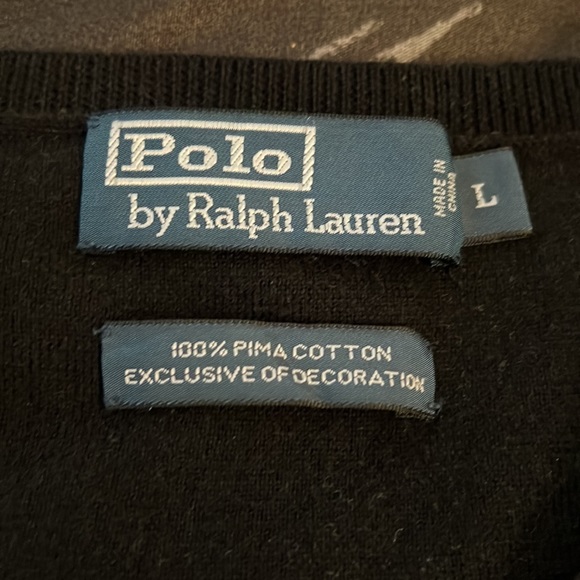 Polo
by Ralph Lauren
MADE IN
CHINA
L
100% PIMA COTTON
EXCLUSIVE OF DECORATION